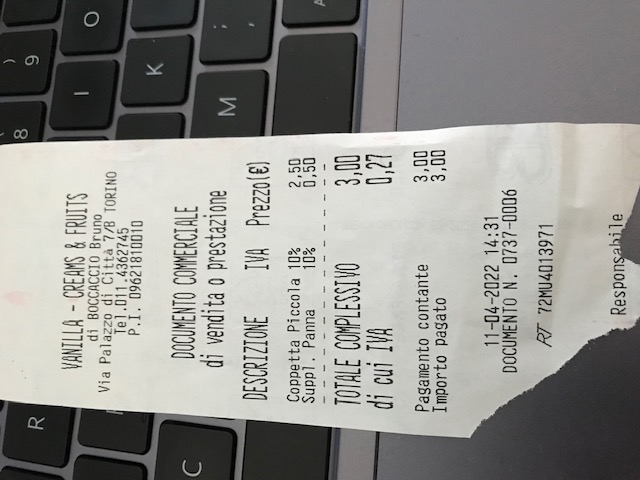 VANILLA - CREAMS & FRUITS
di BOCCACCIO Bruno
Via Palazzo di Città 7/B TORINO
Tel.011.4362745
P.I. 09621810010
DOCUMENTO COMMERCIALE
di vendita o prestazione
DESCRIZIONE IVA Prezzo(€)
Coppetta Piccola 10% 2,50
Suppl. Panna 10% 0,50
TOTALE COMPLESSIVO 3,00
di cui IVA 0,27
Pagamento contante 3,00
Importo pagato 3,00
11-04-2022 14:31
DOCUMENTO N. 0737-0006
RT 72MU4013971
Responsabile
9
O
K
M
8
R
C